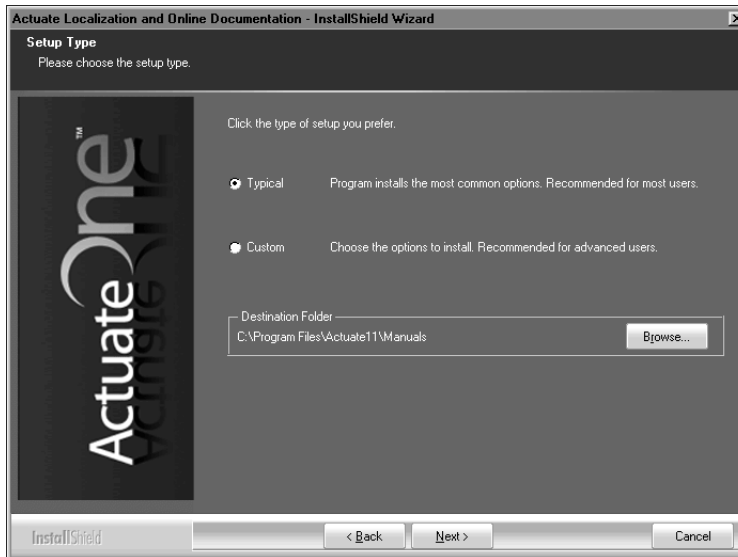 Actuate Localization and Online Documentation - InstallShield Wizard
Setup Type
Please choose the setup type.
ActuateOne™
Click the type of setup you prefer.
Typical Program installs the most common options. Recommended for most users.
Custom Choose the options to install. Recommended for advanced users.
Destination Folder
C:\Program Files\Actuate11\Manuals
Browse...
InstallShield
< Back Next > Cancel